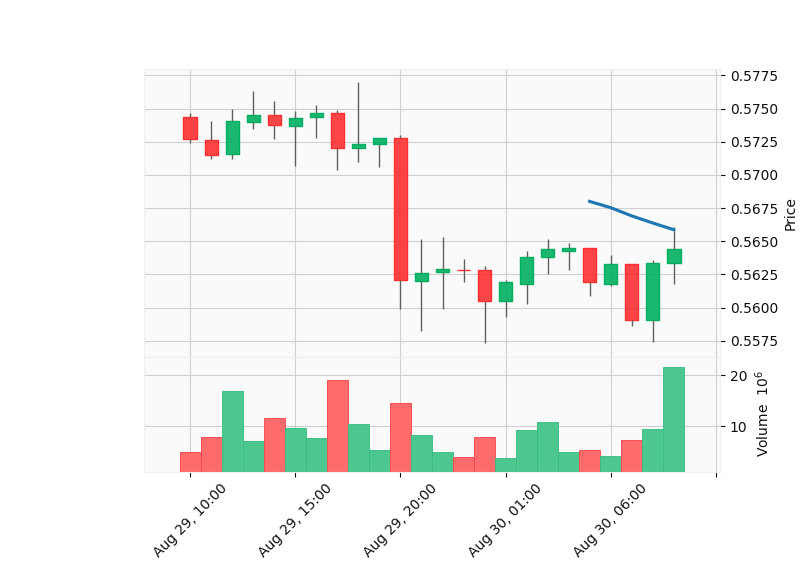 0.5775
0.5750
0.5725
0.5700
0.5675
0.5650
0.5625
0.5600
0.5575
Price
20
10
Volume 10⁶
Aug 29, 10:00
Aug 29, 15:00
Aug 29, 20:00
Aug 30, 01:00
Aug 30, 06:00